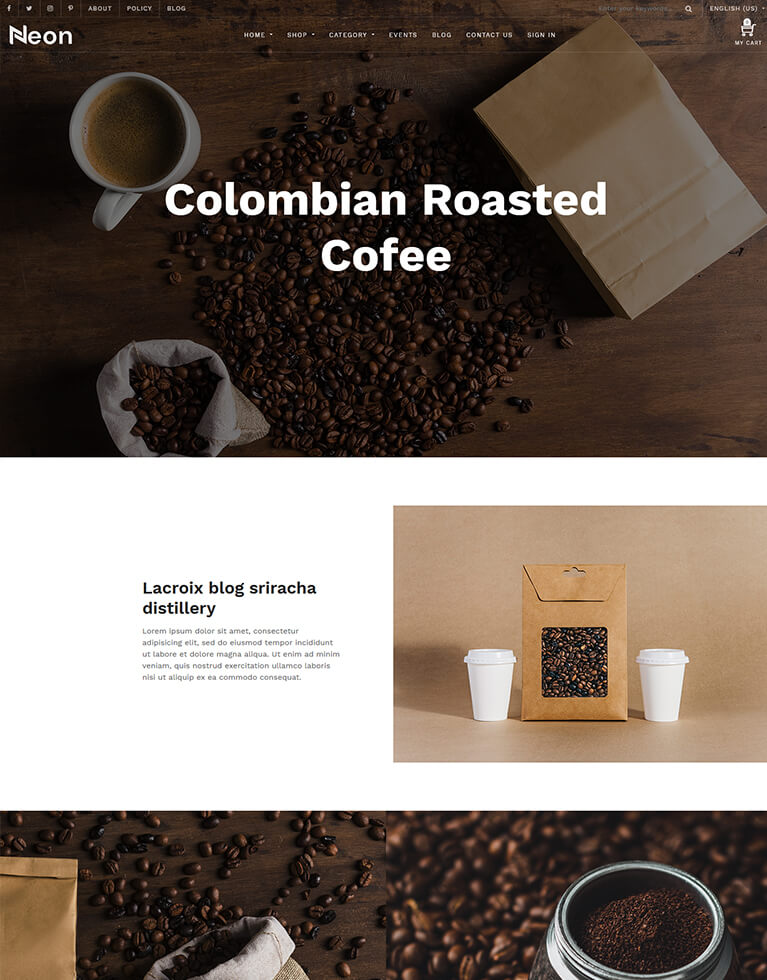 ABOUT POLICY BLOG
Enter your keywords...
ENGLISH (US)
Neon
HOME SHOP CATEGORY EVENTS BLOG CONTACT US SIGN IN
0
MY CART
Colombian Roasted
Cofee
Lacroix blog sriracha
distillery
Lorem ipsum dolor sit amet, consectetur
adipisicing elit, sed do eiusmod tempor incididunt
ut labore et dolore magna aliqua. Ut enim ad minim
veniam, quis nostrud exercitation ullamco laboris
nisi ut aliquip ex ea commodo consequat.